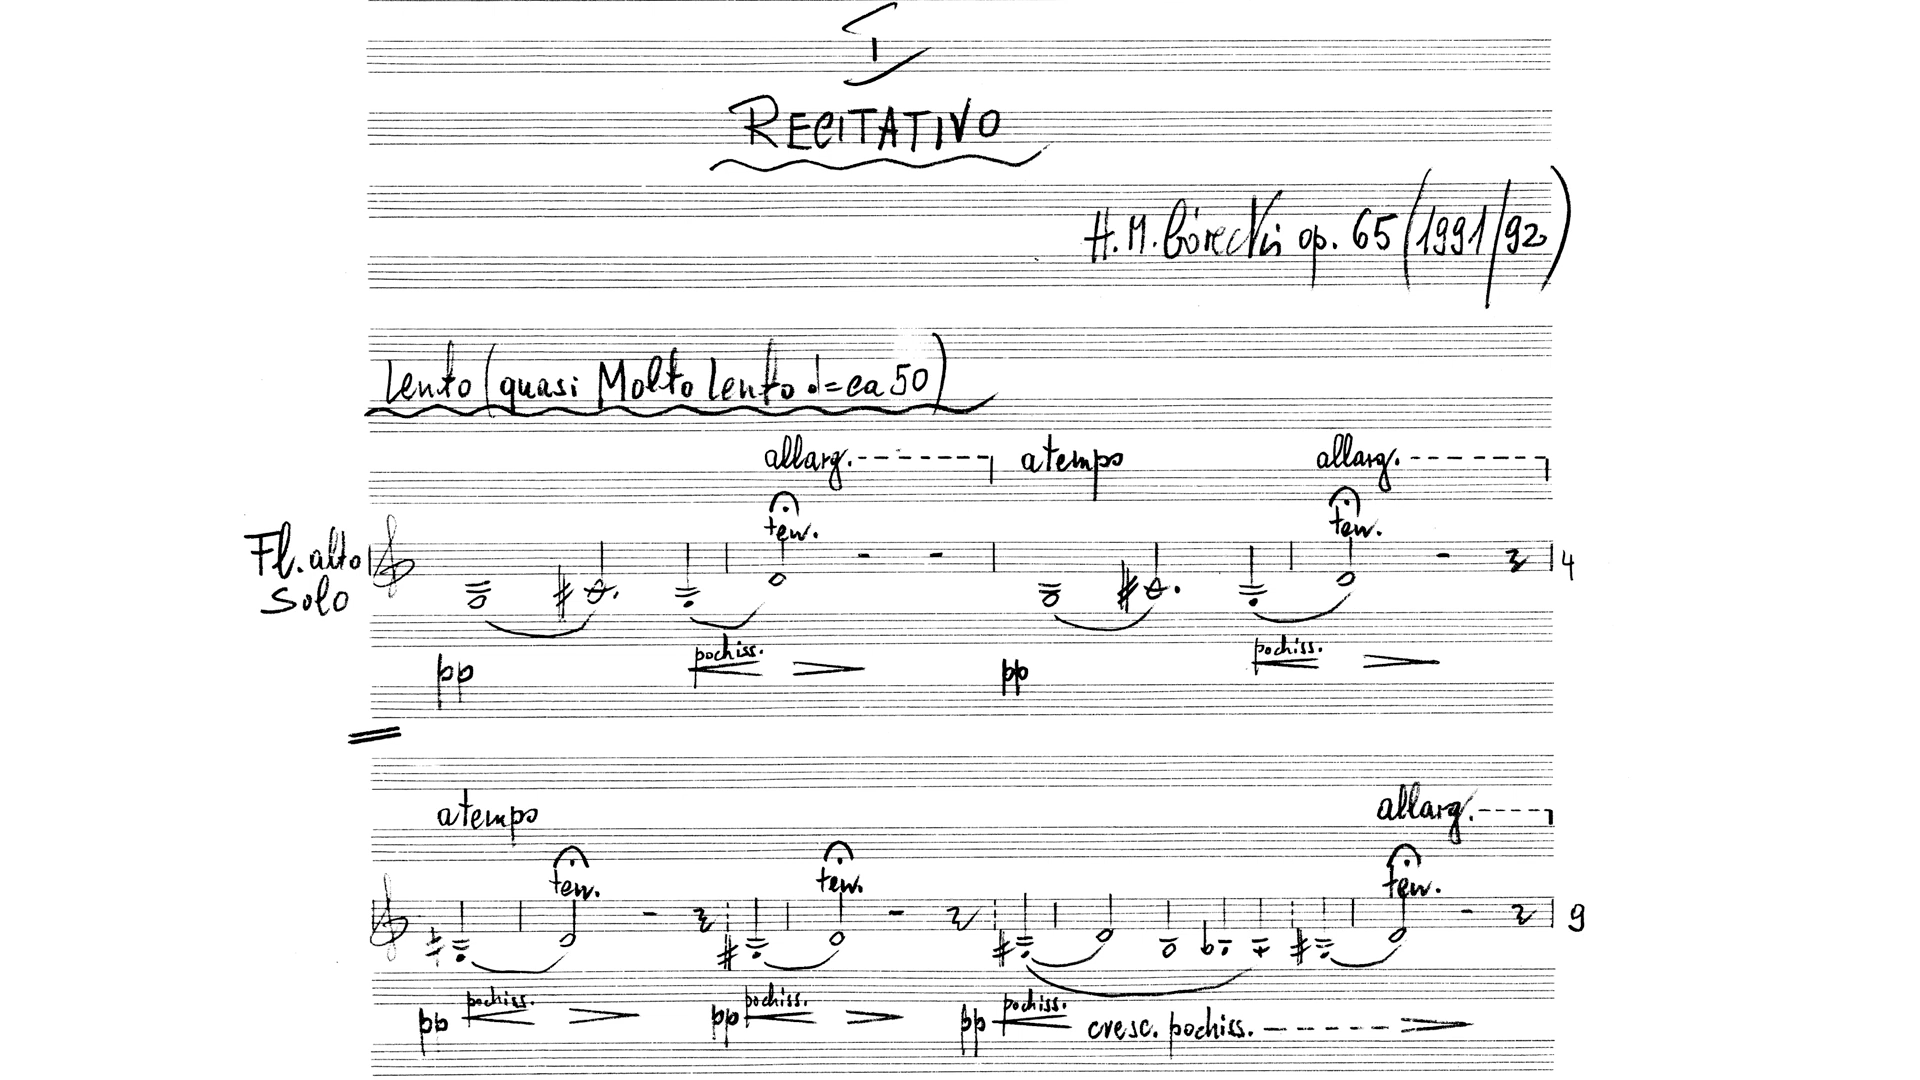 I
RECITATIVO
H. M. Górecki op. 65 (1991/92)
Lento (quasi Molto lento ♩=ca 50)
allarg. a tempo allarg.
ten. ten.
Fl. alto
Solo
4
pochiss. pochiss.
pp pp
a tempo allarg.
ten. ten. ten.
9
pochiss. pochiss. pochiss.
pp pp pp cresc. pochiss.